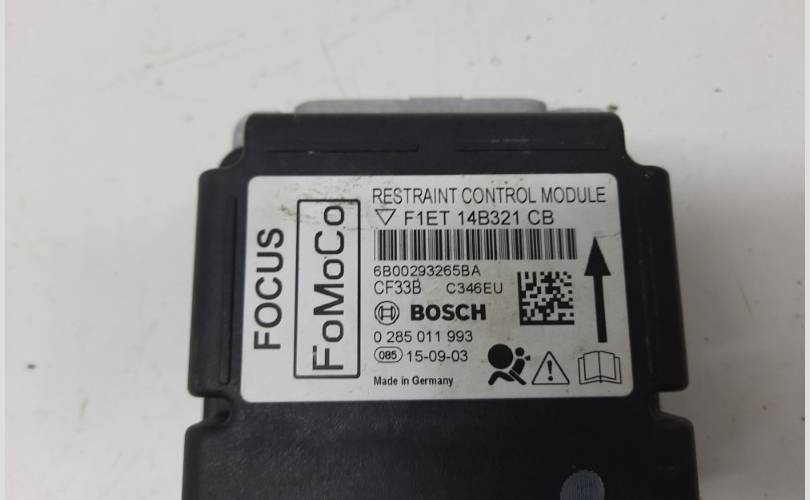 FOCUS
FoMoCo
RESTRAINT CONTROL MODULE
F1ET 14B321 CB
6B00293265BA
CF33B C346EU
BOSCH
0 285 011 993
085 15-09-03
Made in Germany